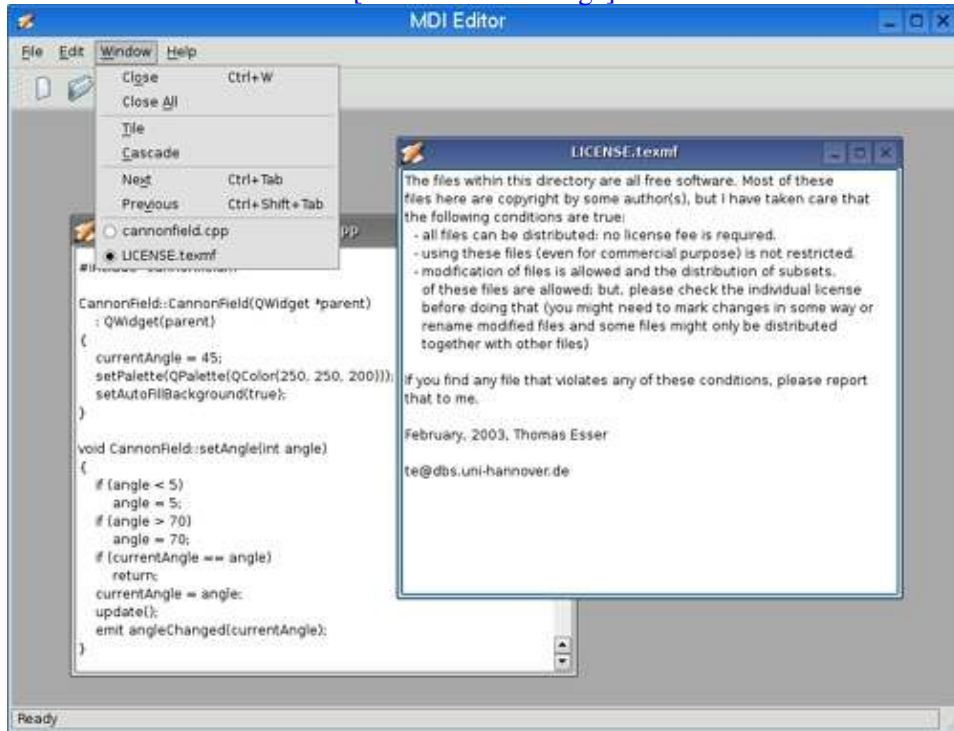 MDI Editor
File Edit Window Help
Close Ctrl+W
Close All
Tile
Cascade
Next Ctrl+Tab
Previous Ctrl+Shift+Tab
cannonfield.cpp
LICENSE.texmf
pp
CannonField::CannonField(QWidget *parent)
: QWidget(parent)
{
currentAngle = 45;
setPalette(QPalette(QColor(250, 250, 200)));
setAutoFillBackground(true);
}
void CannonField::setAngle(int angle)
{
if (angle < 5)
angle = 5;
if (angle > 70)
angle = 70;
if (currentAngle == angle)
return;
currentAngle = angle;
update();
emit angleChanged(currentAngle);
}
LICENSE.texmf
The files within this directory are all free software. Most of these
files here are copyright by some author(s), but I have taken care that
the following conditions are true:
- all files can be distributed: no license fee is required.
- using these files (even for commercial purpose) is not restricted.
- modification of files is allowed and the distribution of subsets.
of these files are allowed; but, please check the individual license
before doing that (you might need to mark changes in some way or
rename modified files and some files might only be distributed
together with other files)
If you find any file that violates any of these conditions, please report
that to me.
February, 2003, Thomas Esser
te@dbs.uni-hannover.de
Ready